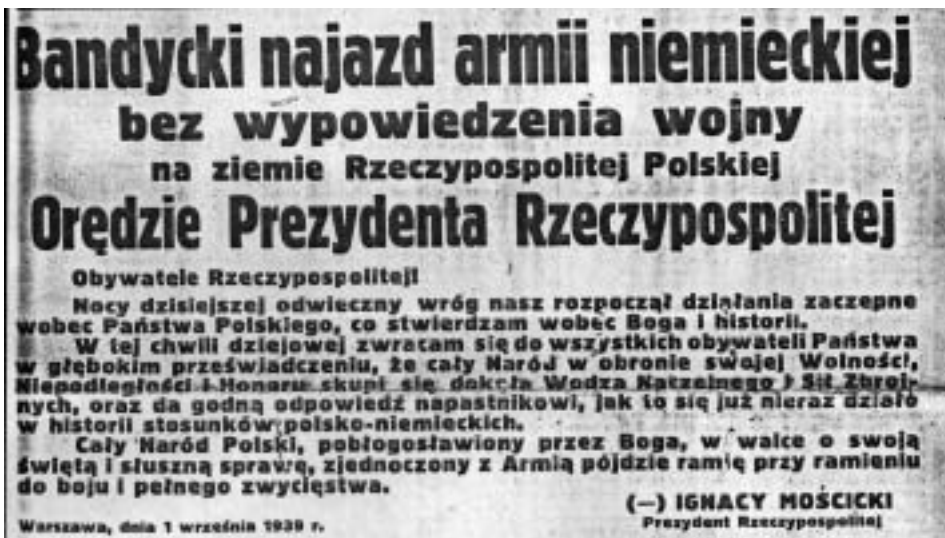 Bandycki najazd armii niemieckiej
bez wypowiedzenia wojny
na ziemie Rzeczypospolitej Polskiej
Orędzie Prezydenta Rzeczypospolitej
Obywatele Rzeczypospolitej!
Nocy dzisiejszej odwieczny wróg nasz rozpoczął działania zaczepne
wobec Państwa Polskiego, co stwierdzam wobec Boga i historii.
W tej chwili dziejowej zwracam się do wszystkich obywateli Państwa
w głębokim przeświadczeniu, że cały Naród w obronie swojej Wolności,
Niepodległości i Honoru skupi się dokoła Wodza Naczelnego i Sił Zbroj-
nych, oraz da godną odpowiedź napastnikowi, jak to się już nieraz działo
w historii stosunków polsko-niemieckich.
Cały Naród Polski, pobłogosławiony przez Boga, w walce o swoją
świętą i słuszną sprawę, zjednoczony z Armią pójdzie ramię przy ramieniu
do boju i pełnego zwycięstwa.
(—) IGNACY MOŚCICKI
Prezydent Rzeczypospolitej
Warszawa, dnia 1 września 1939 r.